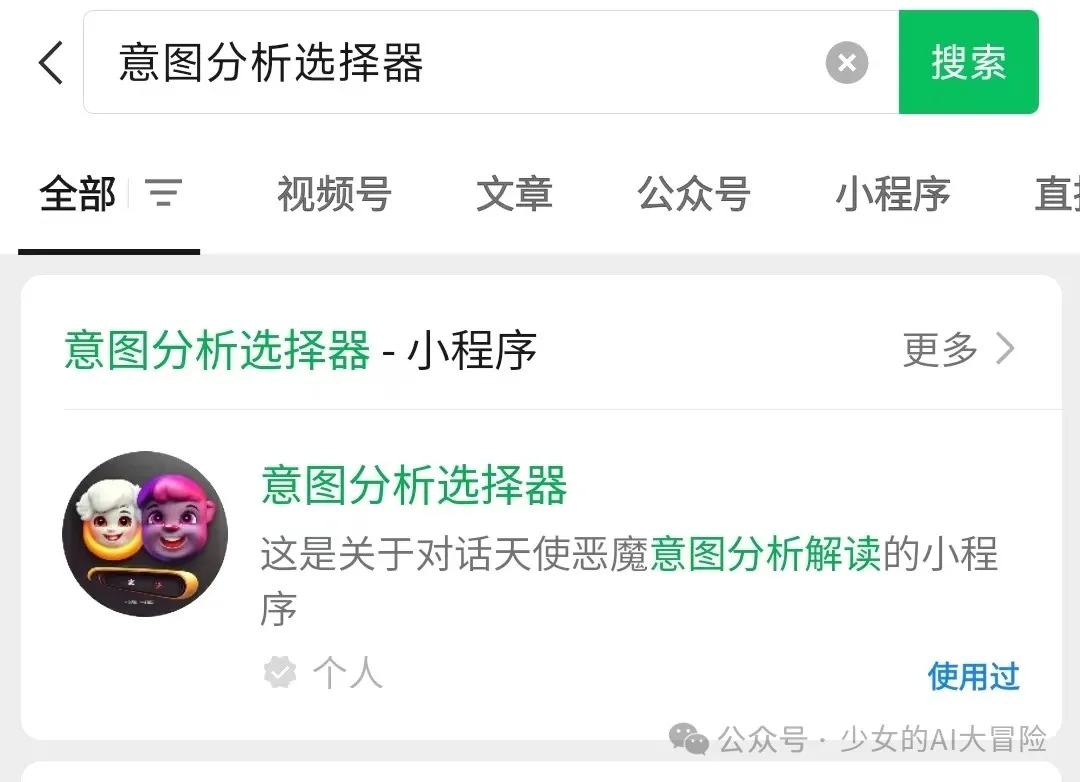 意图分析选择器
搜索
全部
视频号
文章
公众号
小程序
直
意图分析选择器 - 小程序
更多
意图分析选择器
这是关于对话天使恶魔意图分析解读的小程
序
个人
使用过
公众号 · 少女的AI大冒险